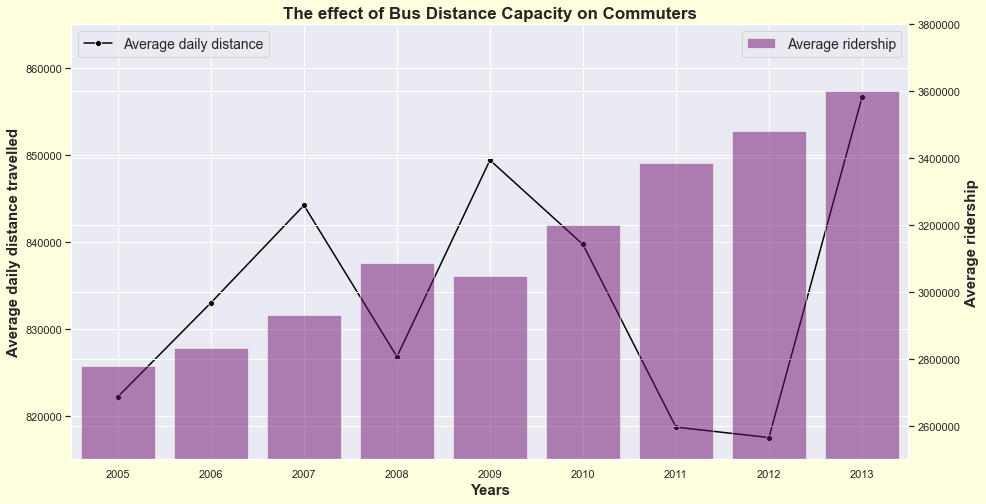 The effect of Bus Distance Capacity on Commuters
Average daily distance
Average ridership
Average daily distance travelled
860000
850000
840000
830000
820000
3800000
3600000
3400000
3200000
3000000
2800000
2600000
Average ridership
2005 2006 2007 2008 2009 2010 2011 2012 2013
Years